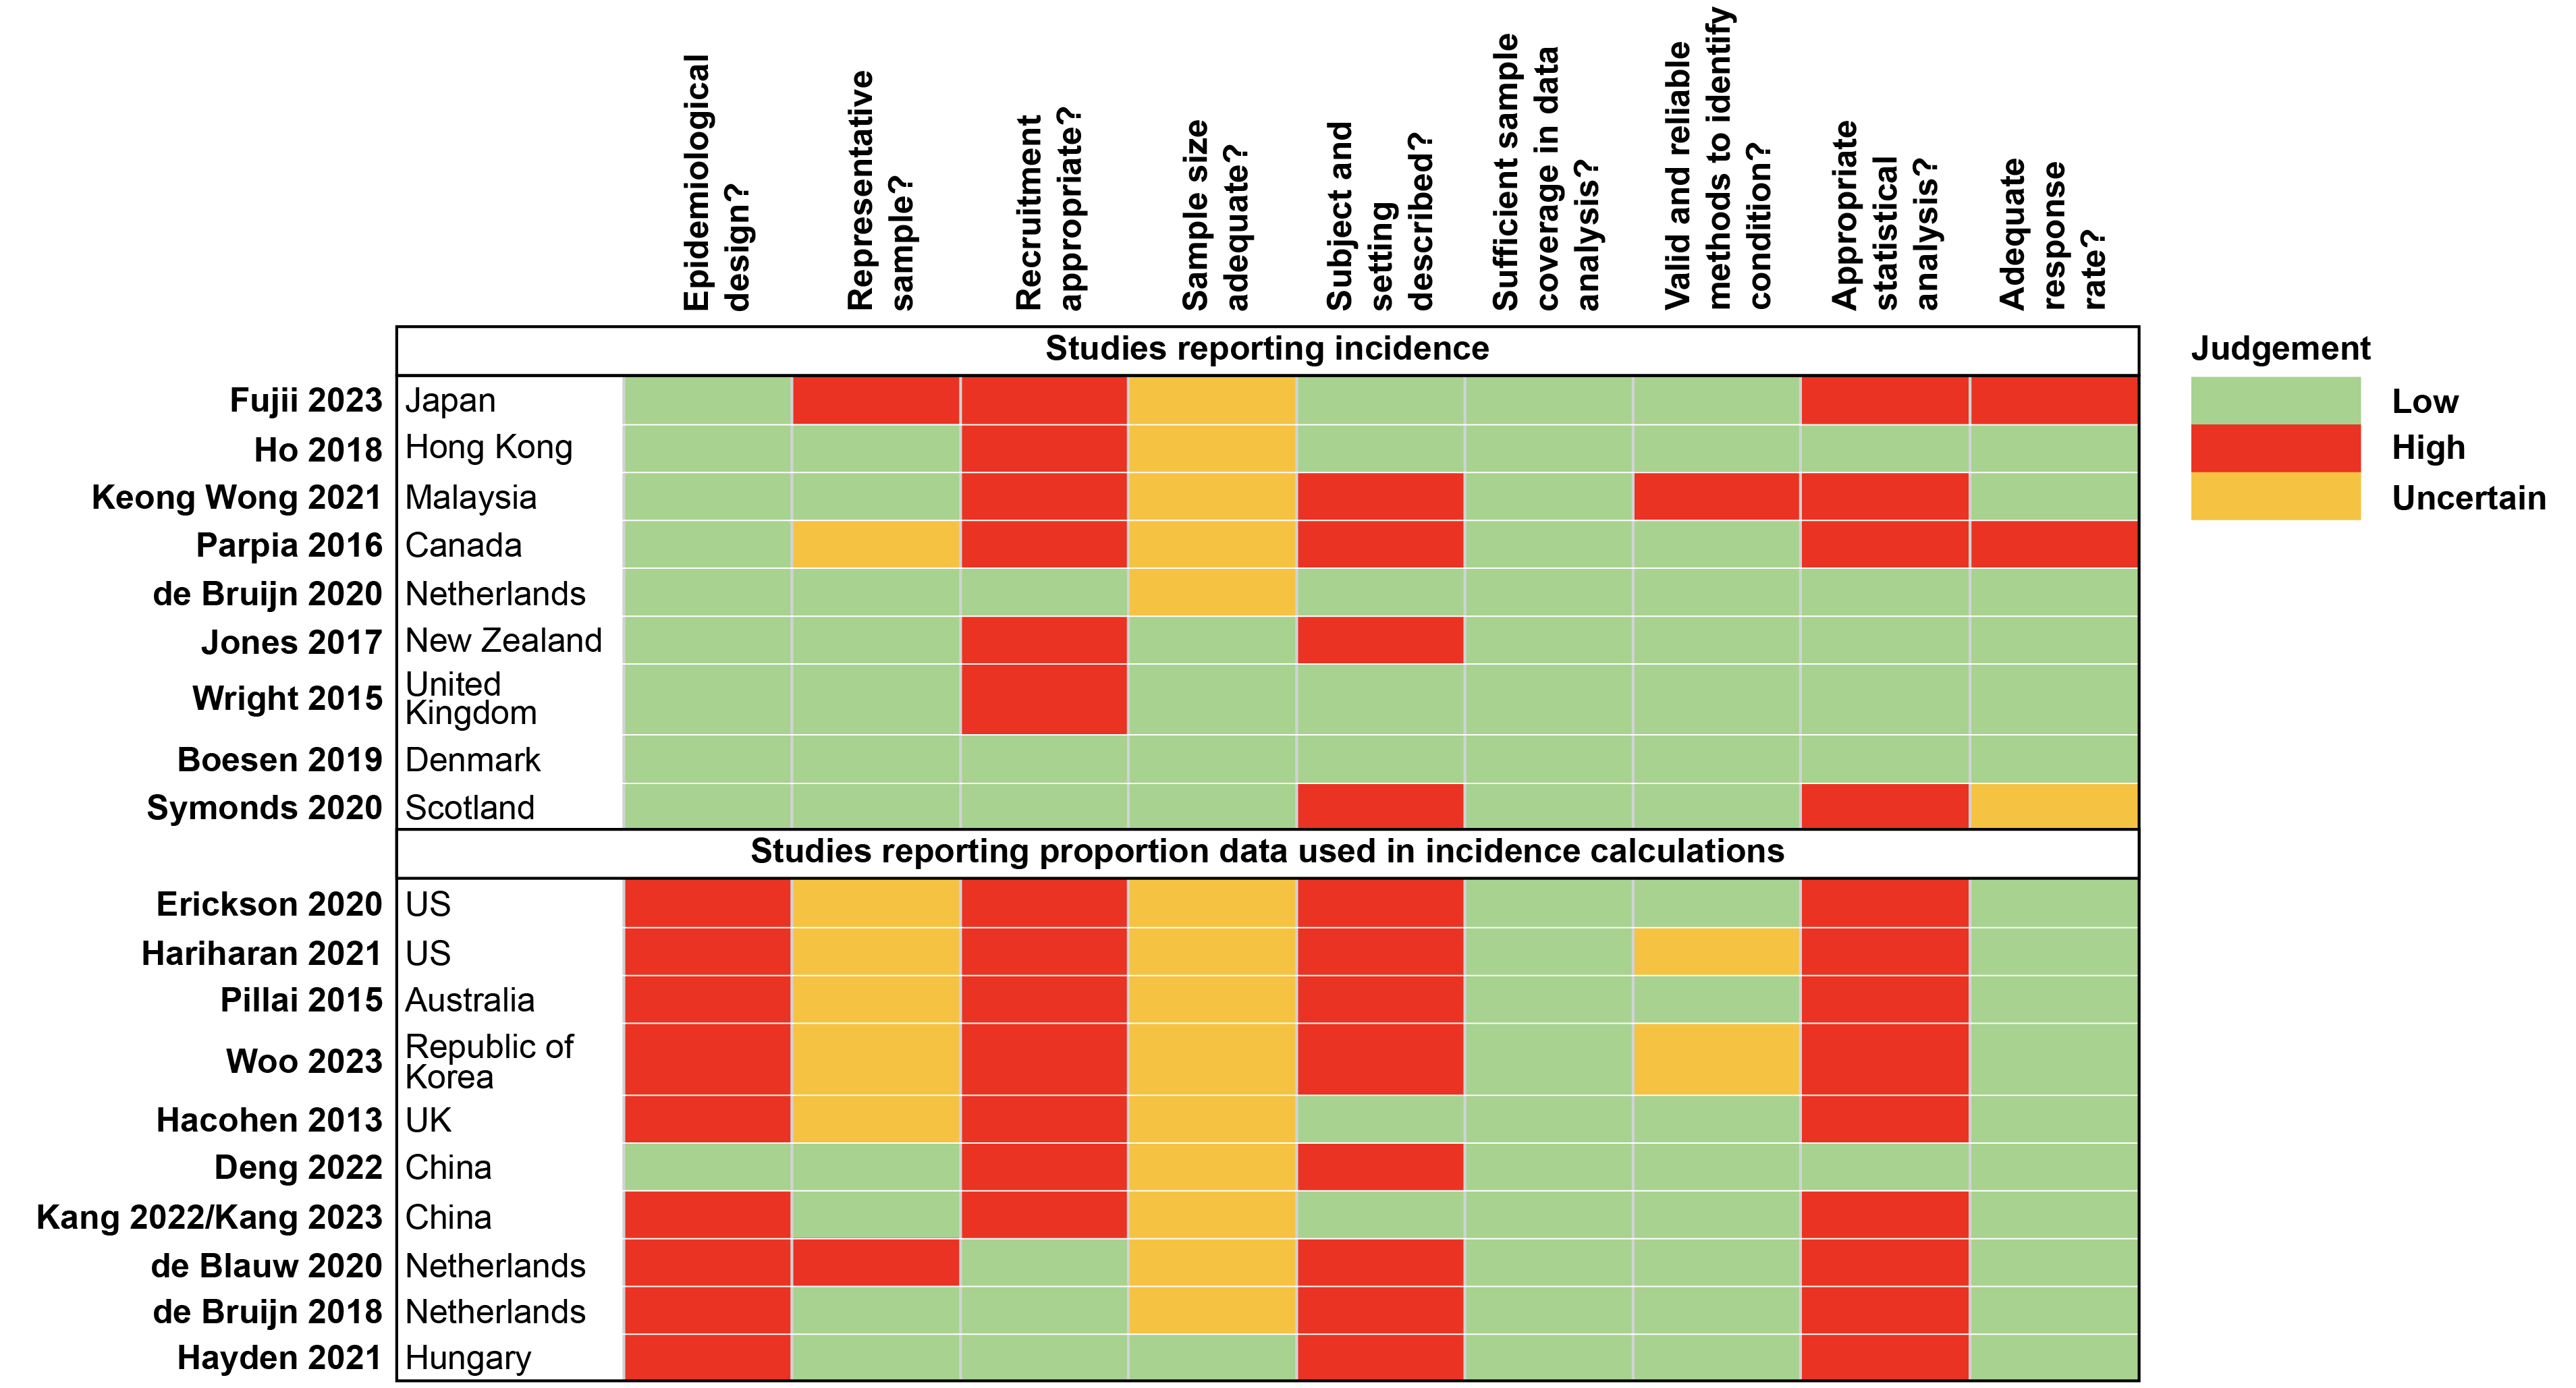 Epidemiological
design?
Representative
sample?
Recruitment
appropriate?
Sample size
adequate?
Subject and
setting
described?
Sufficient sample
coverage in data
analysis?
Valid and reliable
methods to identify
condition?
Appropriate
statistical
analysis?
Adequate
response
rate?
Studies reporting incidence
Judgement
Low
High
Uncertain
Fujii 2023 Japan
Ho 2018 Hong Kong
Keong Wong 2021 Malaysia
Parpia 2016 Canada
de Bruijn 2020 Netherlands
Jones 2017 New Zealand
Wright 2015 United
Kingdom
Boesen 2019 Denmark
Symonds 2020 Scotland
Studies reporting proportion data used in incidence calculations
Erickson 2020 US
Hariharan 2021 US
Pillai 2015 Australia
Woo 2023 Republic of
Korea
Hacohen 2013 UK
Deng 2022 China
Kang 2022/Kang 2023 China
de Blauw 2020 Netherlands
de Bruijn 2018 Netherlands
Hayden 2021 Hungary